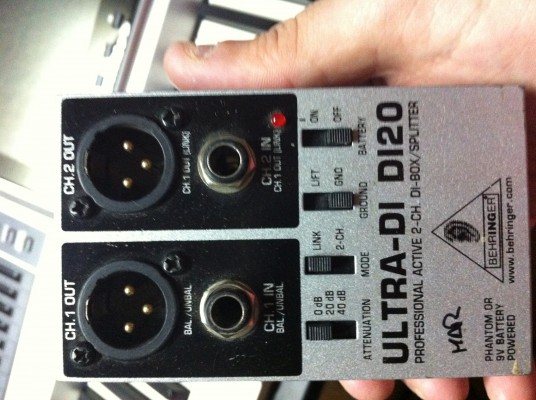 CH.1 OUT
BAL./UNBAL
CH.1 IN
BAL/UNBAL
CH.2 OUT
CH.1 OUT (LINK)
CH.2 IN
CH.1 OUT (LINK)
0 dB
20 dB
40 dB
ATTENUATION
LINK
2-CH.
MODE
LIFT
GND
GROUND
ON
OFF
BATTERY
ULTRA-DI DI20
PROFESSIONAL ACTIVE 2-CH. DI-BOX/SPLITTER
MAR
PHANTOM OR
9V BATTERY
POWERED
BEHRINGER
www.behringer.com